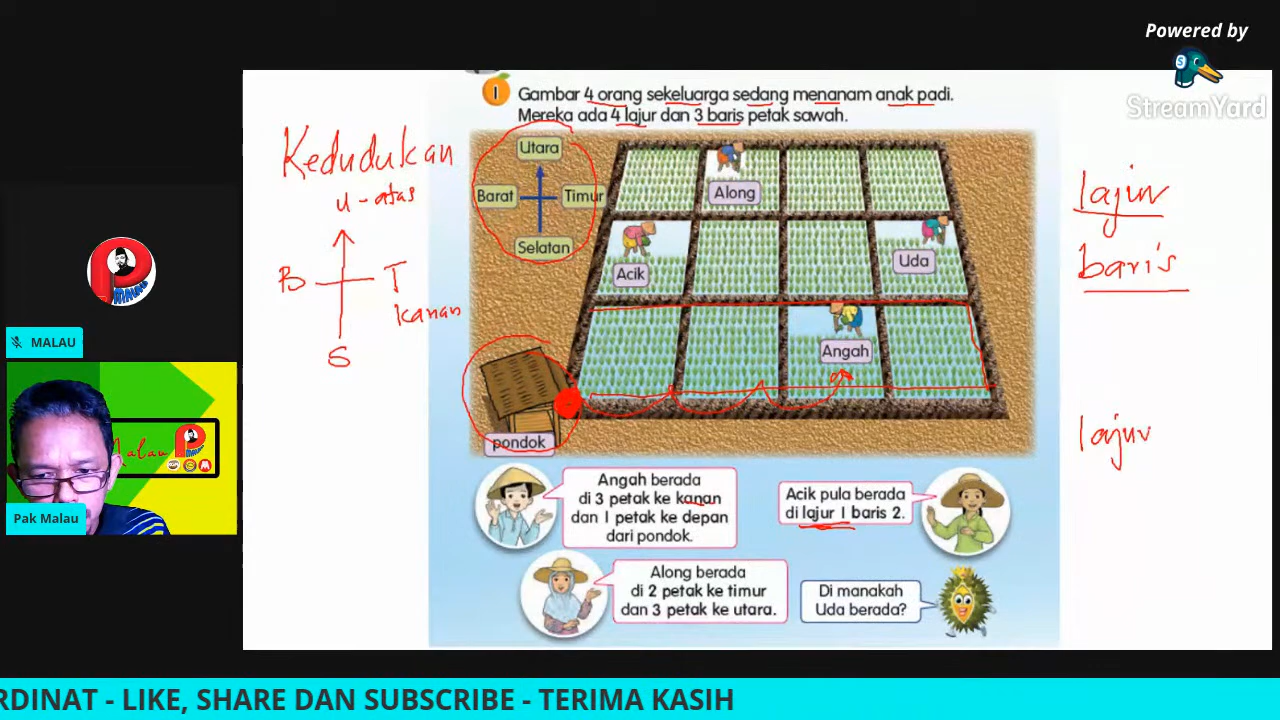 Powered by
StreamYard
1 Gambar 4 orang sekeluarga sedang menanam anak padi.
Mereka ada 4 lajur dan 3 baris petak sawah.
Kedudukan
u - atas
B
T
kanan
S
Utara
Barat
Timur
Selatan
Along
Acik
Uda
Angah
pondok
lajur
baris
lajur
Angah berada
di 3 petak ke kanan
dan 1 petak ke depan
dari pondok.
Acik pula berada
di lajur 1 baris 2.
Along berada
di 2 petak ke timur
dan 3 petak ke utara.
Di manakah
Uda berada?
MALAU
MALAU
Malau
Pak Malau
RDINAT - LIKE, SHARE DAN SUBSCRIBE - TERIMA KASIH